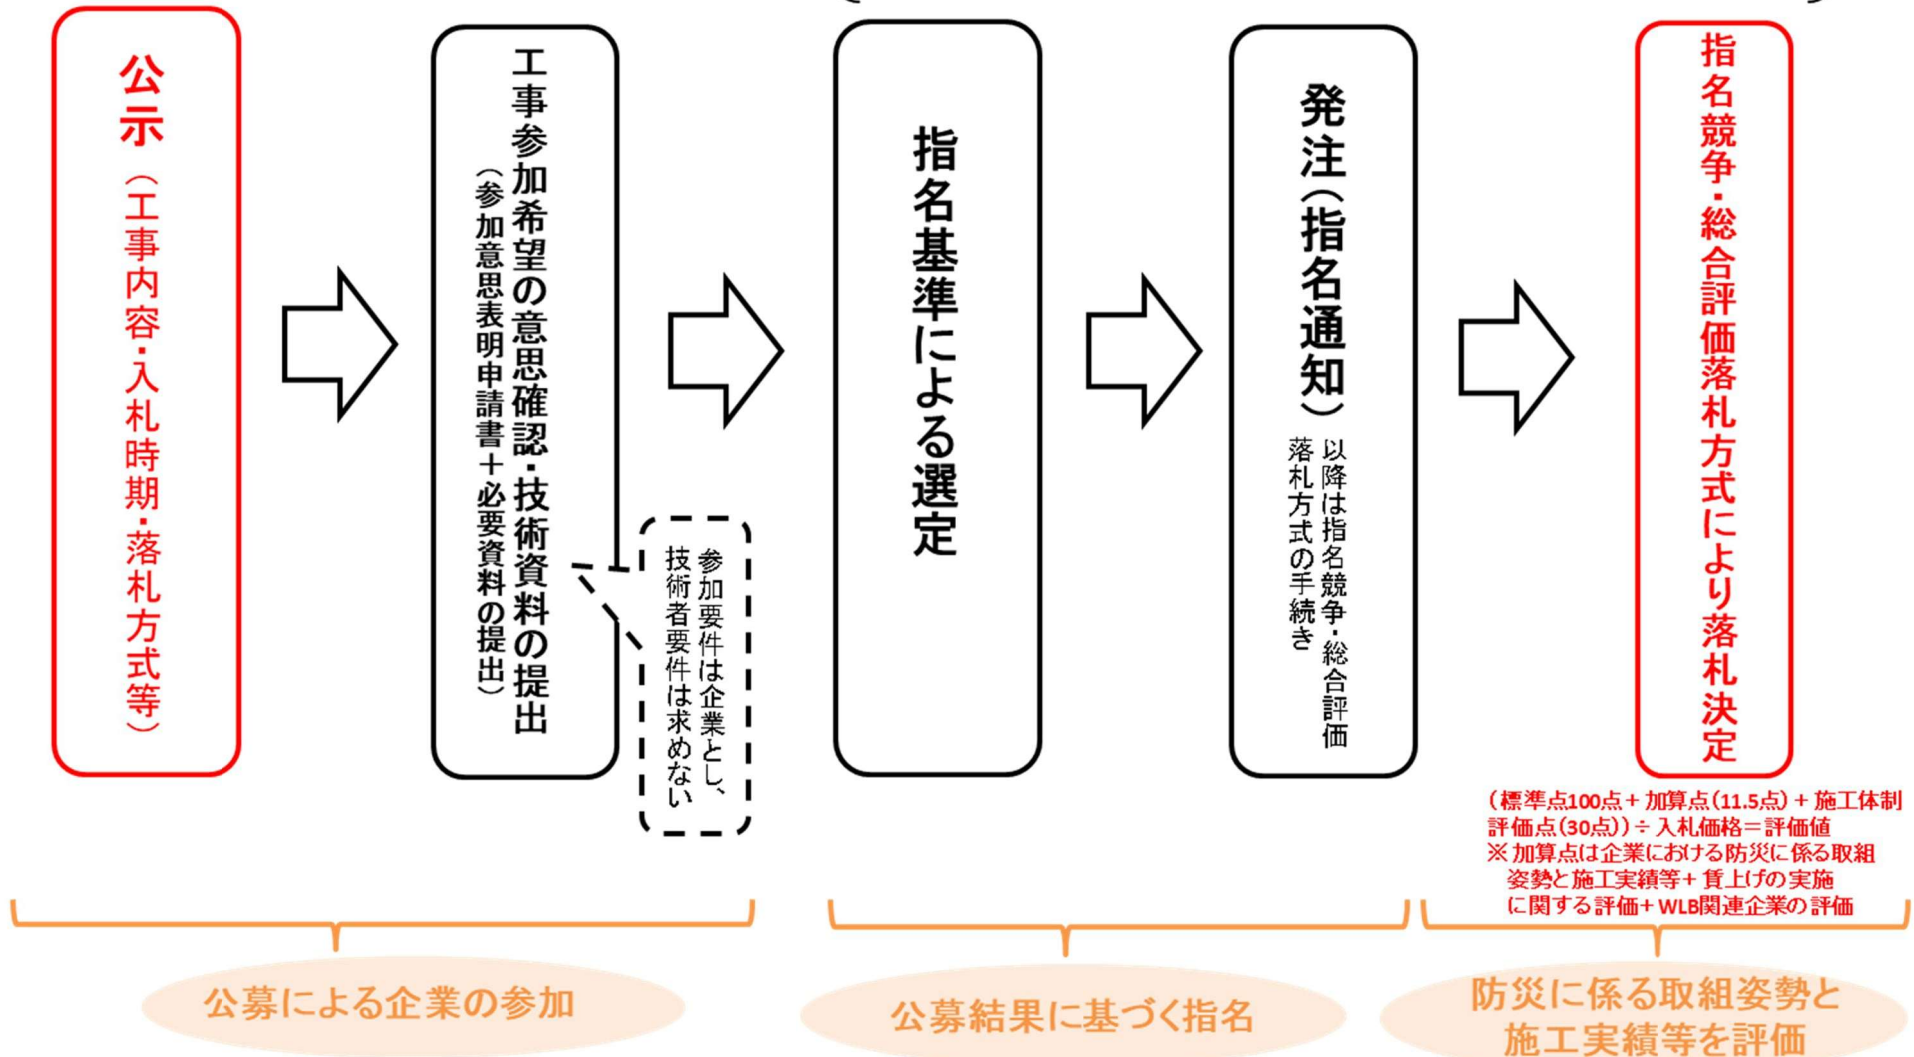 公示（工事内容・入札時期・落札方式等）
工事参加希望の意思確認・技術資料の提出
（参加意思表明申請書＋必要資料の提出）
参加要件は企業とし、
技術者要件は求めない
指名基準による選定
発注（指名通知）
以降は指名競争・総合評価
落札方式の手続き
指名競争・総合評価落札方式により落札決定
（標準点100点＋加算点(11.5点)＋施工体制
評価点(30点)）÷入札価格＝評価値
※加算点は企業における防災に係る取組
姿勢と施工実績等＋賃上げの実施
に関する評価＋WLB関連企業の評価
公募による企業の参加
公募結果に基づく指名
防災に係る取組姿勢と
施工実績等を評価